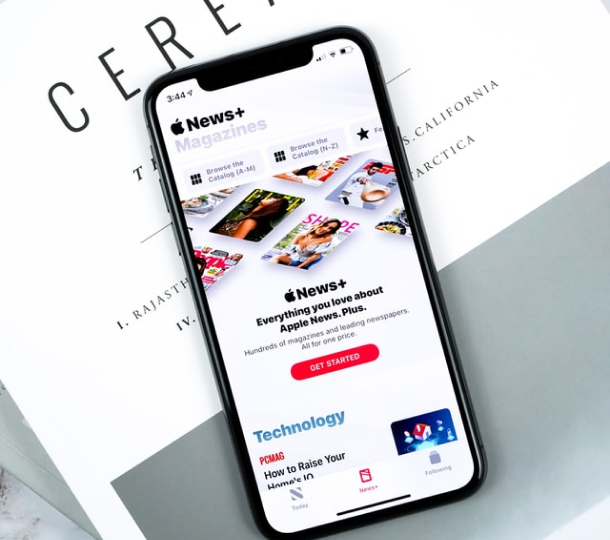 CERE
T
S.CALIFORNIA
TARCTICA
I. RAJASTH
IV.
3:44
News+
Magazines
Browse the
Catalog (A-M)
Browse the
Catalog (N-Z)
Fe
SHAPE
News+
Everything you love about
Apple News. Plus.
Hundreds of magazines and leading newspapers.
All for one price.
GET STARTED
Technology
PCMAG
How to Raise Your
Home's IQ
Today
News+
Following